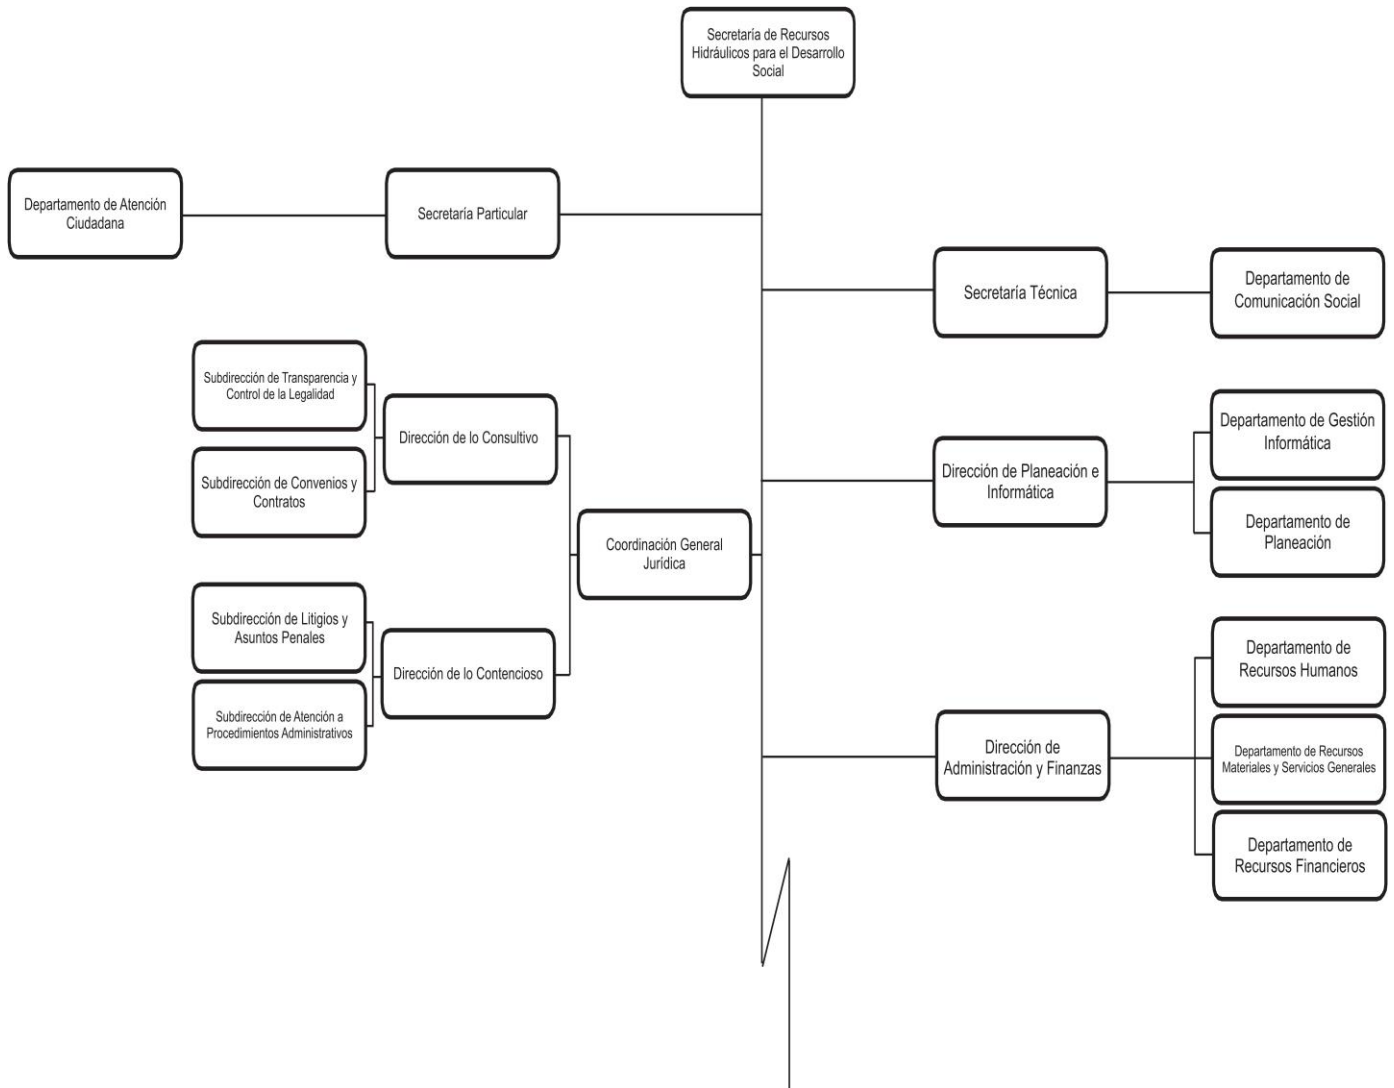 Secretaría de Recursos
Hidráulicos para el Desarrollo
Social
Departamento de Atención
Ciudadana
Secretaría Particular
Secretaría Técnica
Departamento de
Comunicación Social
Subdirección de Transparencia y
Control de la Legalidad
Dirección de lo Consultivo
Subdirección de Convenios y
Contratos
Dirección de Planeación e
Informática
Departamento de Gestión
Informática
Departamento de
Planeación
Coordinación General
Jurídica
Subdirección de Litigios y
Asuntos Penales
Dirección de lo Contencioso
Subdirección de Atención a
Procedimientos Administrativos
Dirección de
Administración y Finanzas
Departamento de
Recursos Humanos
Departamento de Recursos
Materiales y Servicios Generales
Departamento de
Recursos Financieros